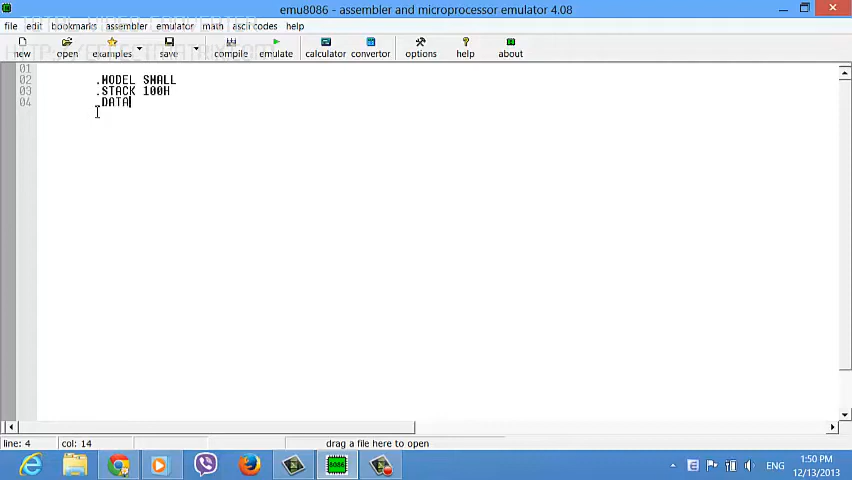 emu8086 - assembler and microprocessor emulator 4.08
file edit bookmarks assembler emulator math ascii codes help
new open examples save compile emulate calculator convertor options help about
01
02 .MODEL SMALL
03 .STACK 100H
04 .DATA
line: 4 col: 14 drag a file here to open
8086 ENG 1:50 PM
12/13/2013